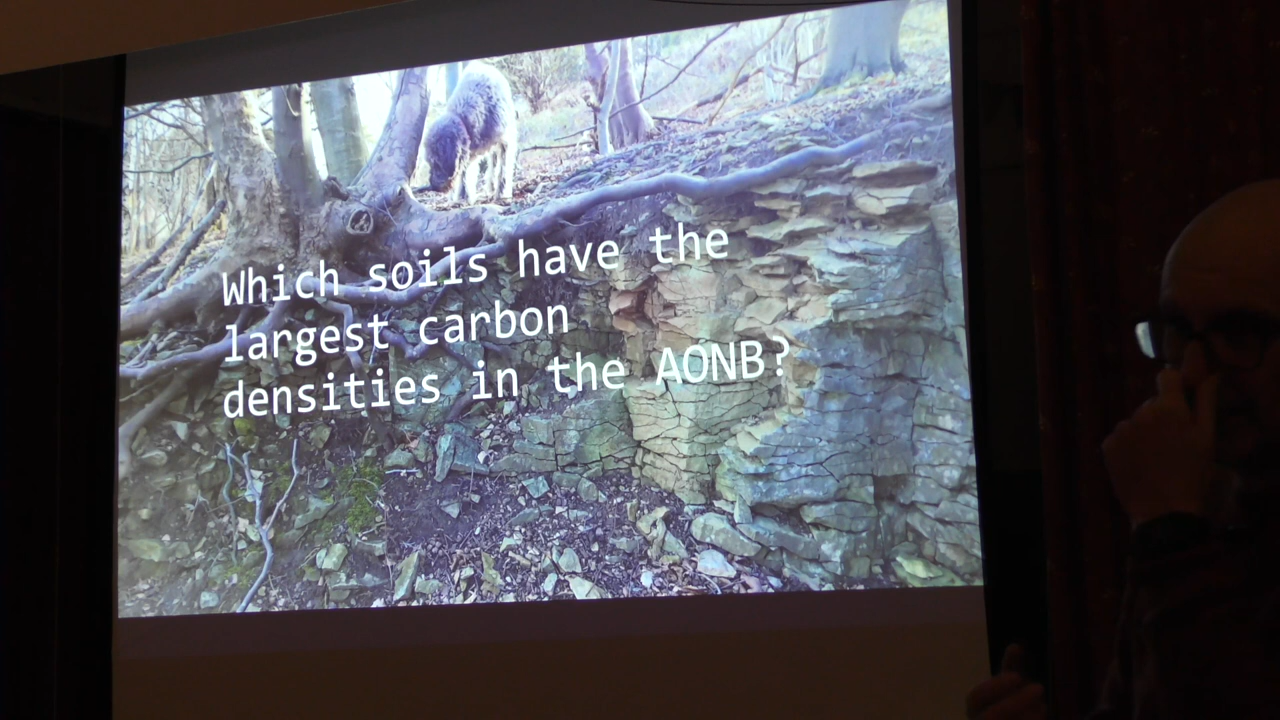 Which soils have the
largest carbon
densities in the AONB?